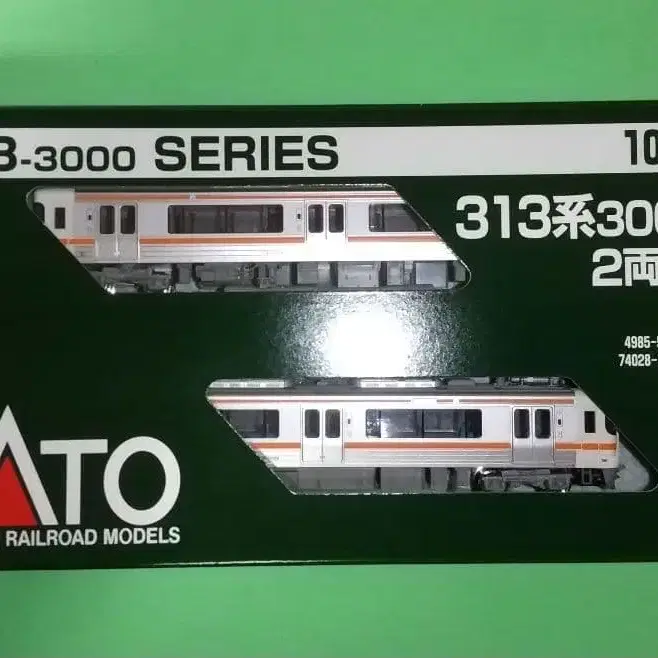 3-3000 SERIES
10
313系300
2両
4985-
74028-
ATO
RAILROAD MODELS